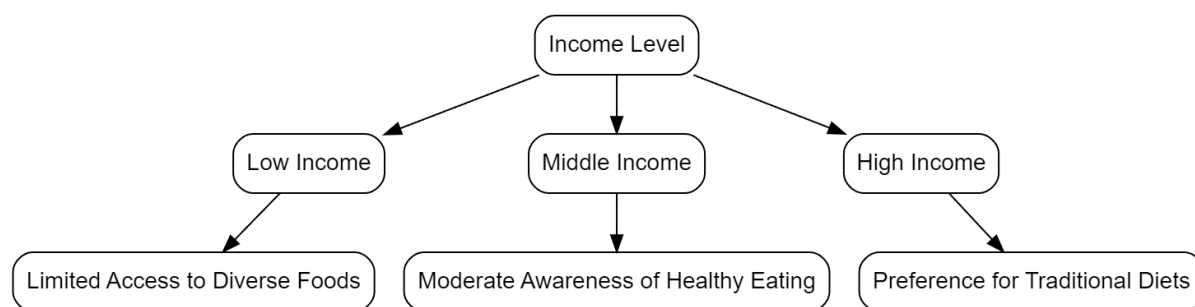 Income Level
Low Income
Middle Income
High Income
Limited Access to Diverse Foods
Moderate Awareness of Healthy Eating
Preference for Traditional Diets